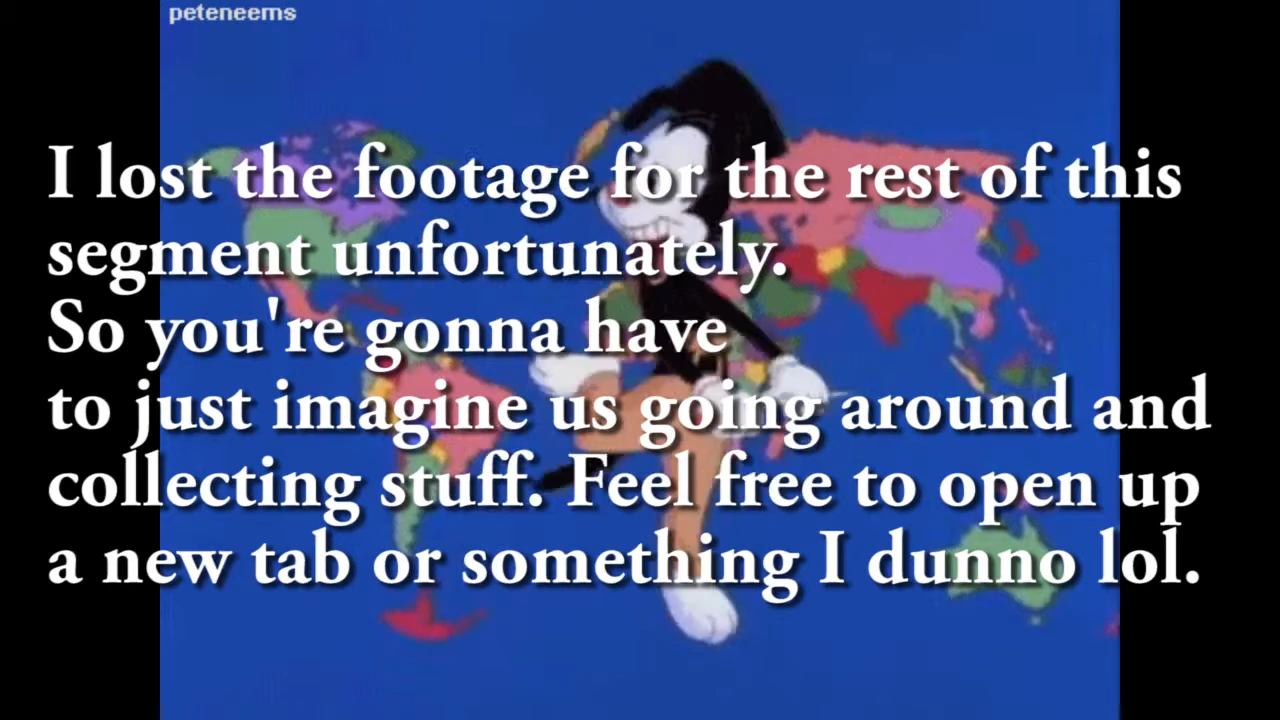 peteneems
I lost the footage for the rest of this
segment unfortunately.
So you're gonna have
to just imagine us going around and
collecting stuff. Feel free to open up
a new tab or something I dunno lol.